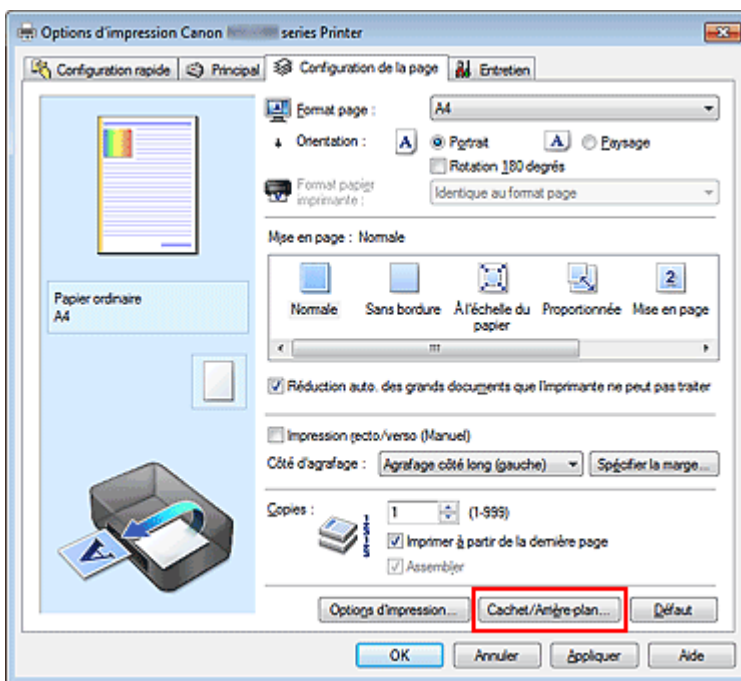 Options d'impression Canon series Printer
Configuration rapide Principal Configuration de la page Entretien
Format page : A4
Orientation : A Portrait A Paysage
Rotation 180 degrés
Format papier imprimante : Identique au format page
Mise en page : Normale
Normale Sans bordure À l'échelle du papier Proportionnée 2 Mise en page
Papier ordinaire
A4
Réduction auto. des grands documents que l'imprimante ne peut pas traiter
Impression recto/verso (Manuel)
Côté d'agrafage : Agrafage côté long (gauche) Spécifier la marge...
Copies : 1 (1-999)
Imprimer à partir de la dernière page
Assembler
A
Options d'impression... Cachet/Arrière-plan... Défaut
OK Annuler Appliquer Aide